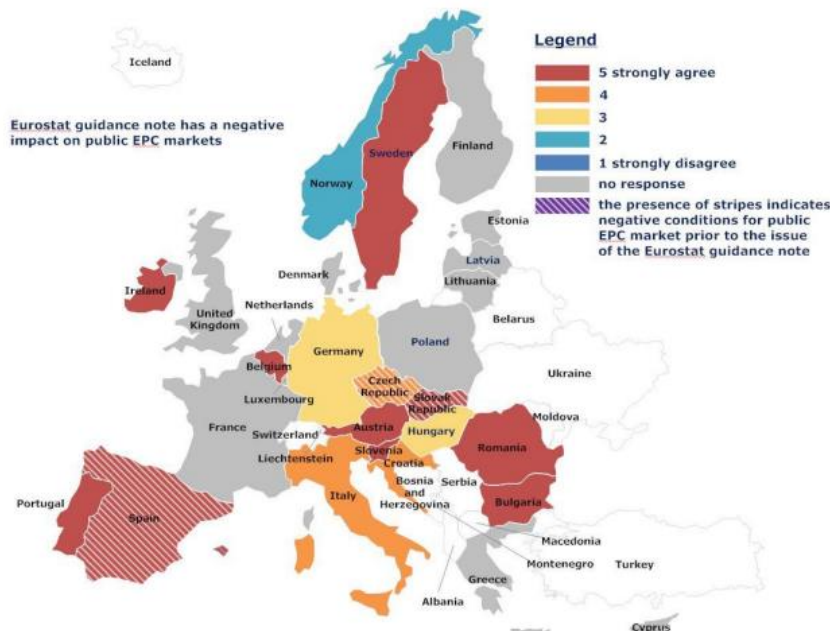 Iceland
Eurostat guidance note has a negative
impact on public EPC markets
Legend
5 strongly agree
4
3
2
1 strongly disagree
no response
the presence of stripes indicates
negative conditions for public
EPC market prior to the issue
of the Eurostat guidance note
Sweden
Finland
Norway
Estonia
Latvia
Lithuania
Denmark
Ireland
Netherlands
United
Kingdom
Belarus
Germany
Poland
Belgium
Czech
Republic
Ukraine
Luxembourg
Slovak
Republic
France
Moldova
Switzerland
Austria
Hungary
Romania
Liechtenstein
Slovenia
Croatia
Bosnia
and
Herzegovina
Serbia
Portugal
Spain
Italy
Bulgaria
Macedonia
Montenegro
Turkey
Greece
Albania
Cyprus